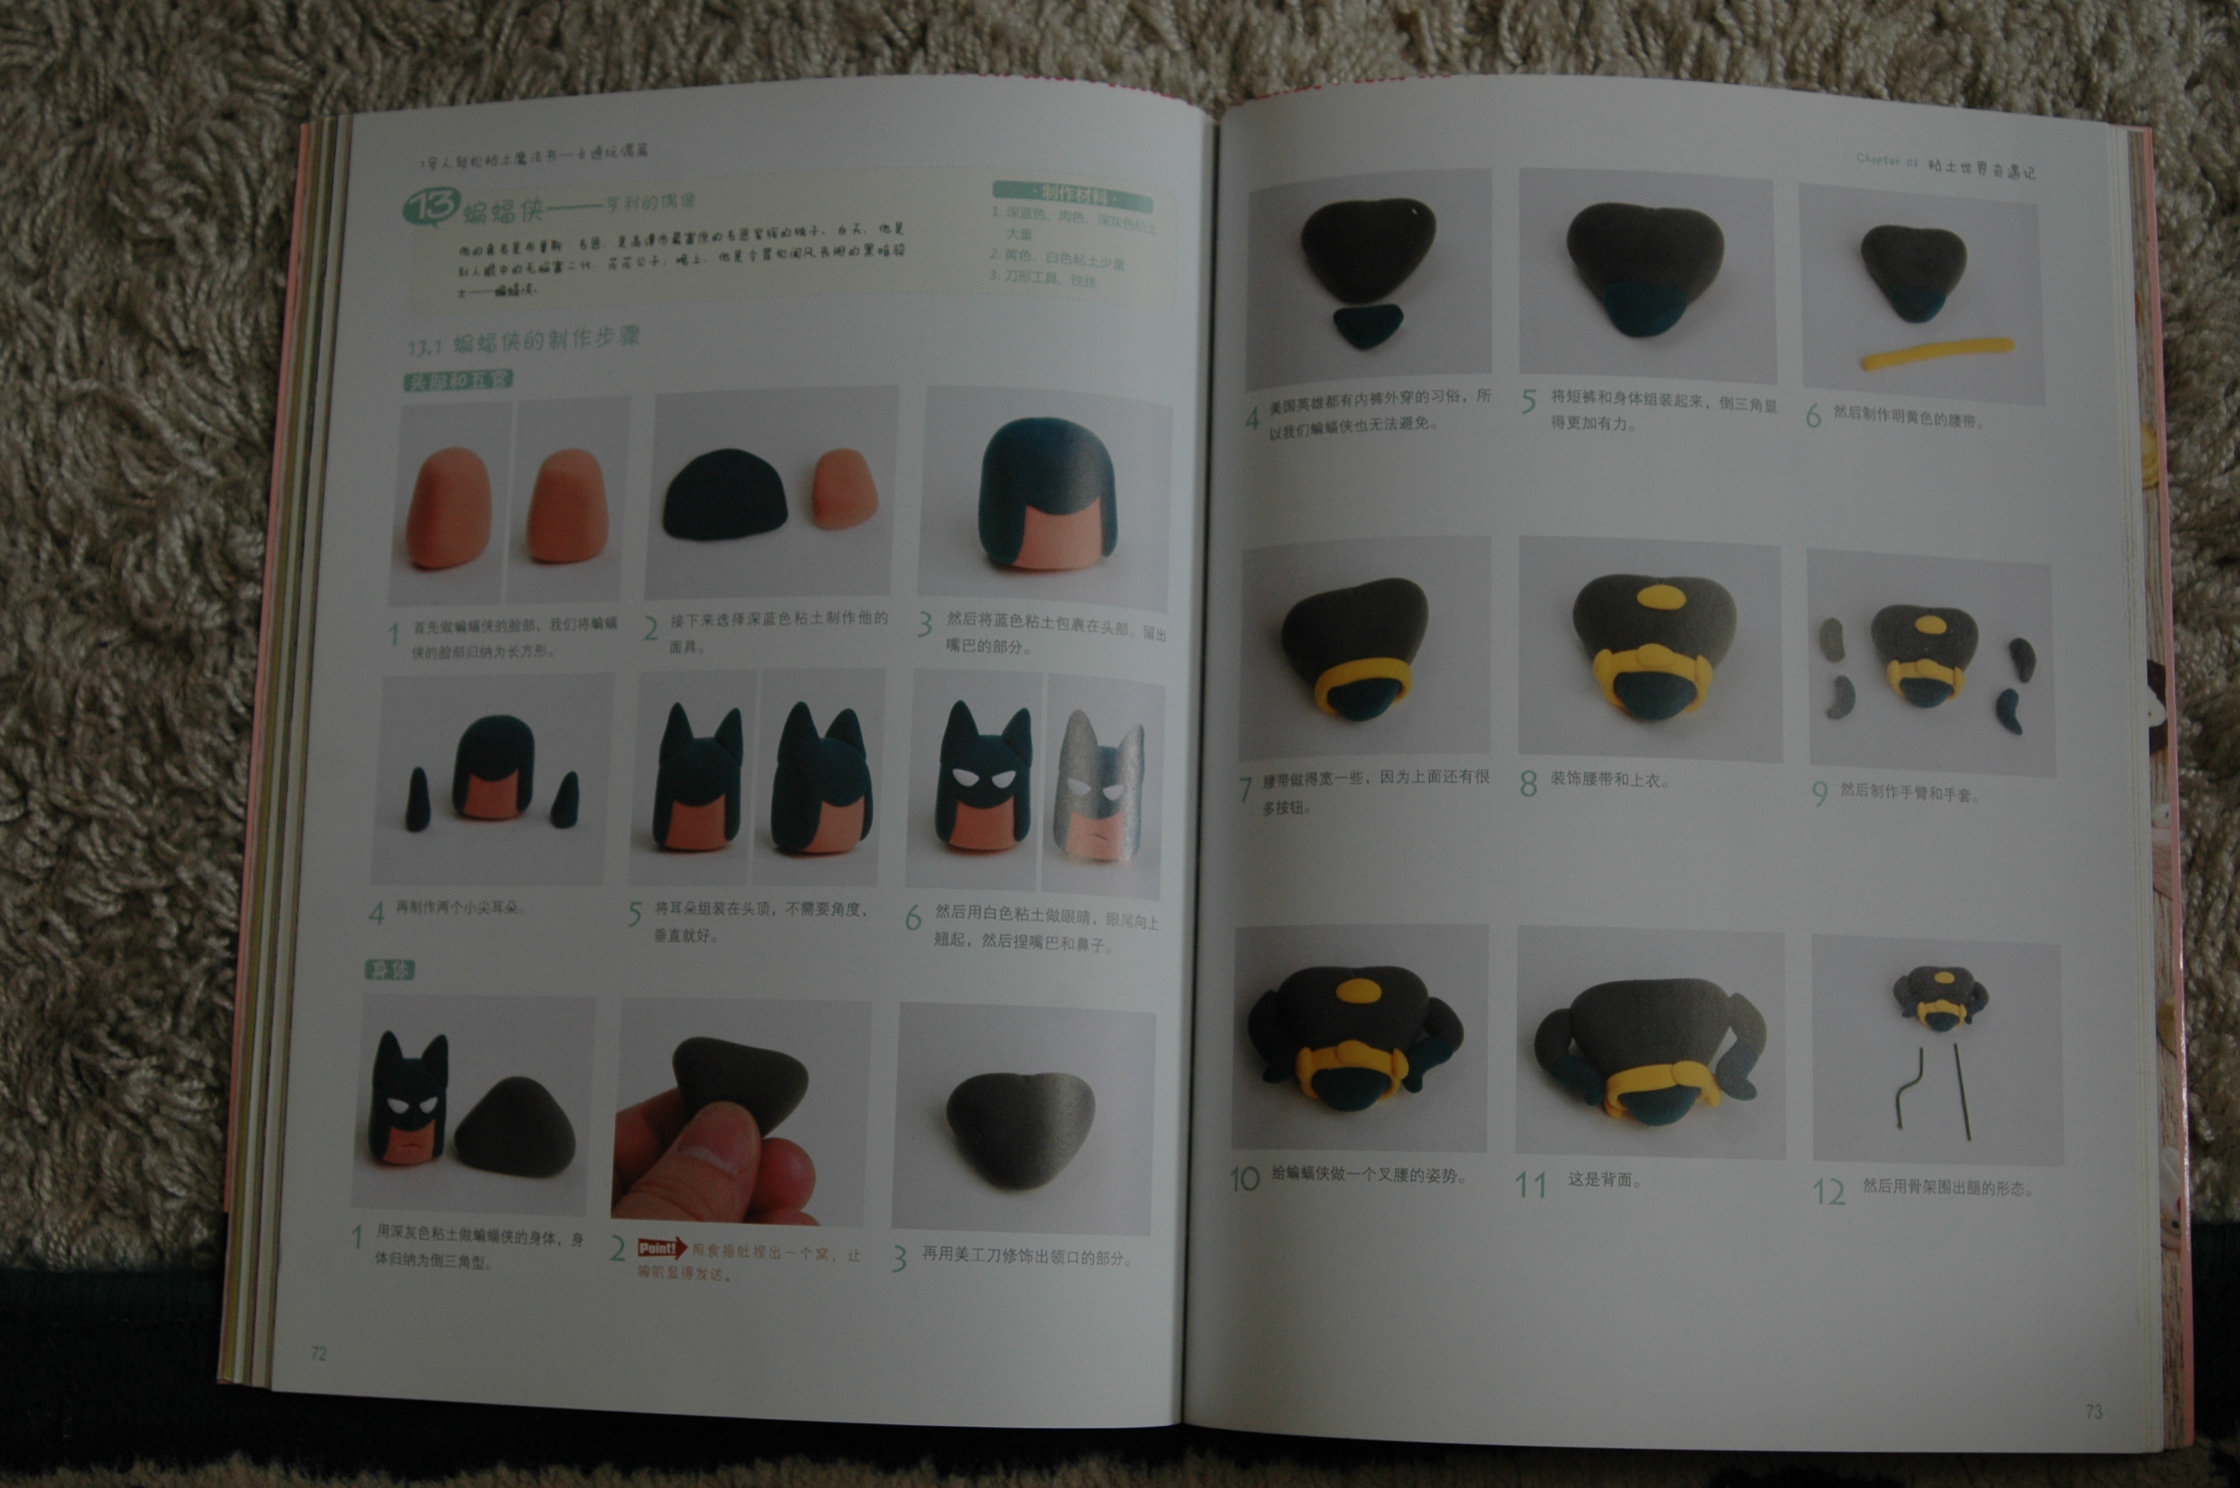 13 蝙蝠侠——亨利的偶像
·制作材料·
1. 深蓝色、肉色、深灰色粘土
大量
2. 黄色、白色粘土少量
3. 刀形工具、铁丝
13.1 蝙蝠侠的制作步骤
头部和五官
1 首先做蝙蝠侠的脸部，我们将蝙蝠
侠的脸部归纳为长方形。
2 接下来选择深蓝色粘土制作他的
面具。
3 然后将蓝色粘土包裹在头部，留出
嘴巴的部分。
4 再制作两个小尖耳朵。
5 将耳朵组装在头顶，不需要角度，
垂直就好。
6 然后用白色粘土做眼睛，眼尾向上
翘起，然后捏嘴巴和鼻子。
身体
1 用深灰色粘土做蝙蝠侠的身体，身
体归纳为倒三角型。
2 Point! 用食指肚捏出一个窝，让
胸肌显得发达。
3 再用美工刀修饰出领口的部分。
72
Chapter 03 粘土世界奇遇记
4 美国英雄都有内裤外穿的习俗，所
以我们蝙蝠侠也无法避免。
5 将短裤和身体组装起来，倒三角显
得更加有力。
6 然后制作明黄色的腰带。
7 腰带做得宽一些，因为上面还有很
多按钮。
8 装饰腰带和上衣。
9 然后制作手臂和手套。
10 给蝙蝠侠做一个叉腰的姿势。
11 这是背面。
12 然后用骨架围出腿的形态。
73